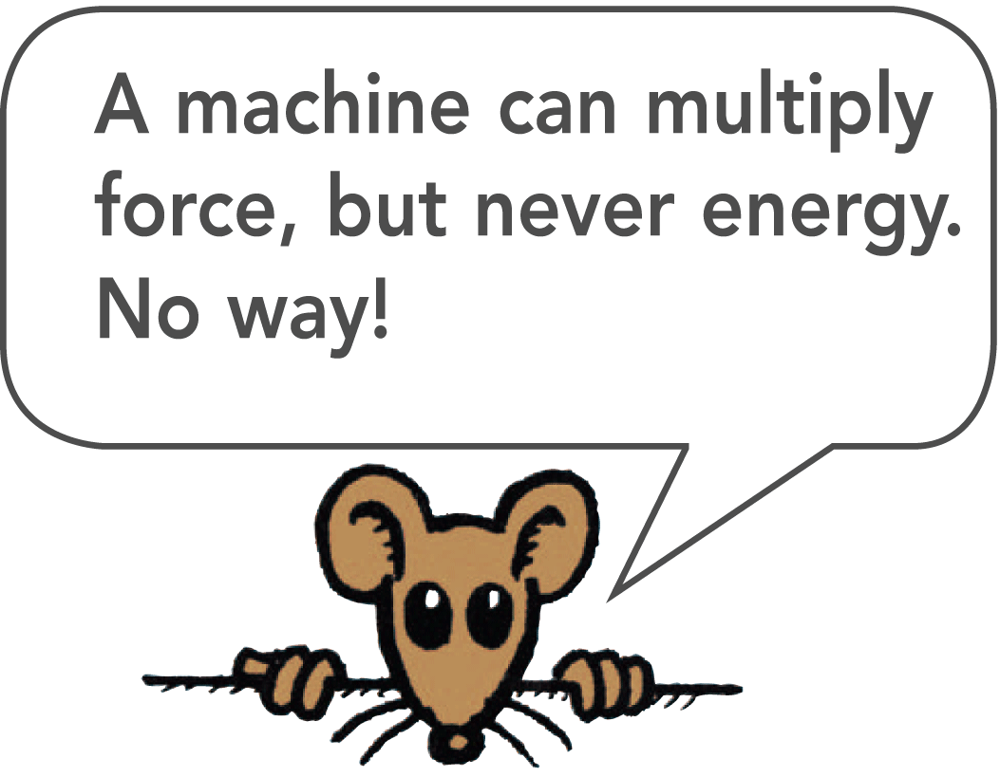 A machine can multiply
force, but never energy.
No way!